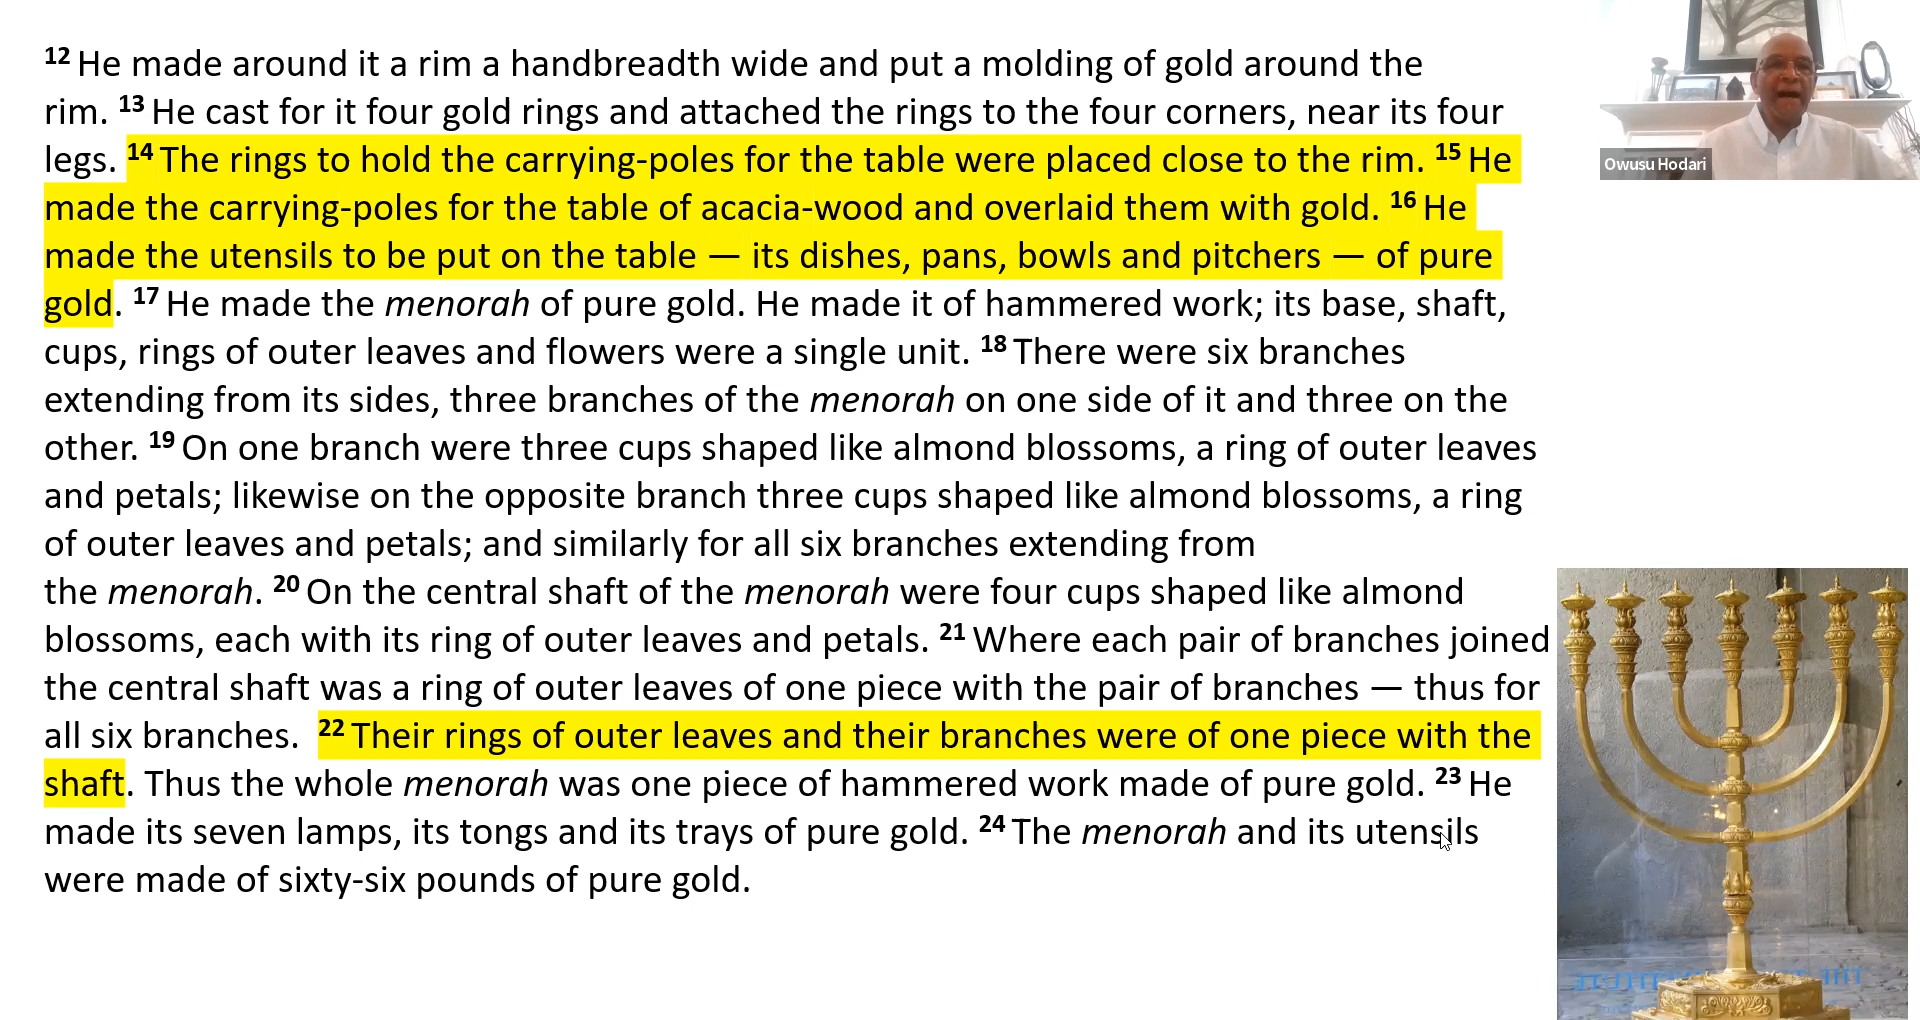 12 He made around it a rim a handbreadth wide and put a molding of gold around the
rim. 13 He cast for it four gold rings and attached the rings to the four corners, near its four
legs. 14 The rings to hold the carrying-poles for the table were placed close to the rim. 15 He
made the carrying-poles for the table of acacia-wood and overlaid them with gold. 16 He
made the utensils to be put on the table — its dishes, pans, bowls and pitchers — of pure
gold. 17 He made the menorah of pure gold. He made it of hammered work; its base, shaft,
cups, rings of outer leaves and flowers were a single unit. 18 There were six branches
extending from its sides, three branches of the menorah on one side of it and three on the
other. 19 On one branch were three cups shaped like almond blossoms, a ring of outer leaves
and petals; likewise on the opposite branch three cups shaped like almond blossoms, a ring
of outer leaves and petals; and similarly for all six branches extending from
the menorah. 20 On the central shaft of the menorah were four cups shaped like almond
blossoms, each with its ring of outer leaves and petals. 21 Where each pair of branches joined
the central shaft was a ring of outer leaves of one piece with the pair of branches — thus for
all six branches. 22 Their rings of outer leaves and their branches were of one piece with the
shaft. Thus the whole menorah was one piece of hammered work made of pure gold. 23 He
made its seven lamps, its tongs and its trays of pure gold. 24 The menorah and its utensils
were made of sixty-six pounds of pure gold.
Owusu Hodari